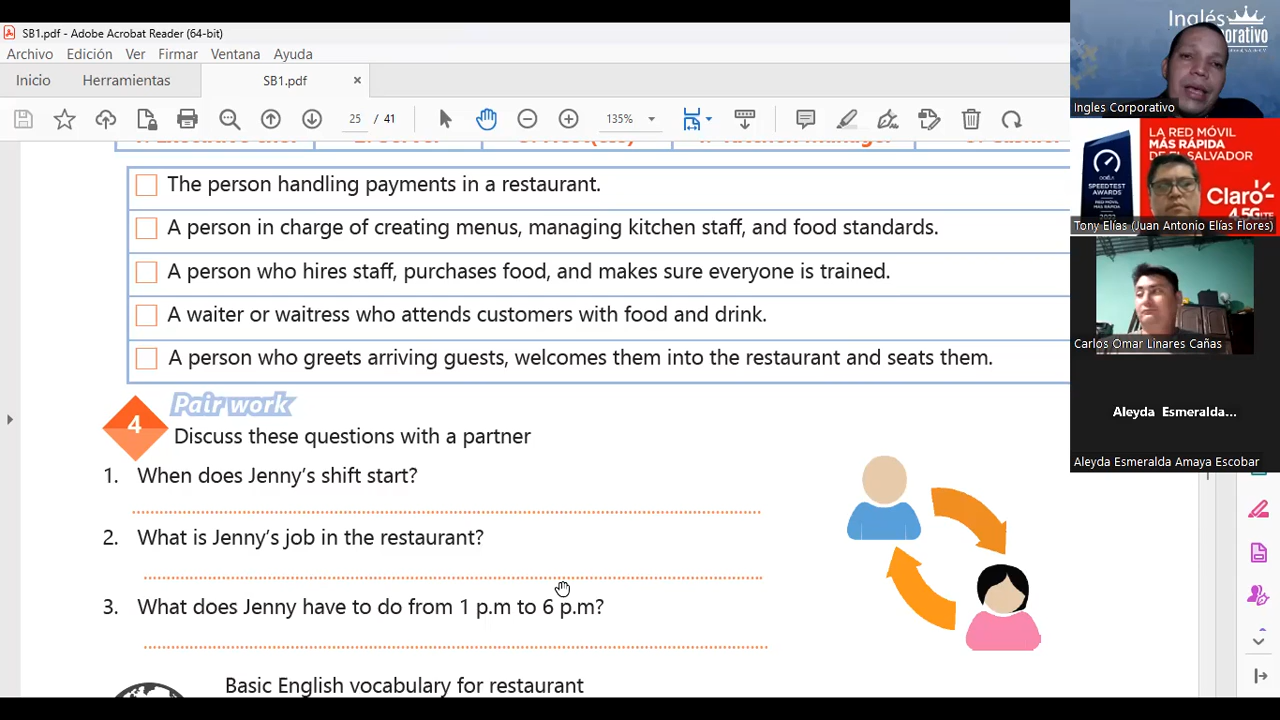 SB1.pdf - Adobe Acrobat Reader (64-bit)
Archivo Edición Ver Firmar Ventana Ayuda
Inicio Herramientas SB1.pdf ×
25 / 41 135%
The person handling payments in a restaurant.
A person in charge of creating menus, managing kitchen staff, and food standards.
A person who hires staff, purchases food, and makes sure everyone is trained.
A waiter or waitress who attends customers with food and drink.
A person who greets arriving guests, welcomes them into the restaurant and seats them.
4
Pair work
Discuss these questions with a partner
1. When does Jenny’s shift start?
2. What is Jenny’s job in the restaurant?
3. What does Jenny have to do from 1 p.m to 6 p.m?
Basic English vocabulary for restaurant
Inglés
Ingles Corporativo
LA RED MÓVIL
MÁS RÁPIDA
DE EL SALVADOR
SPEEDTEST
AWARDS
Claro
4.5G
Tony Elías (Juan Antonio Elías Flores)
Carlos Omar Linares Cañas
Aleyda Esmeralda...
Aleyda Esmeralda Amaya Escobar